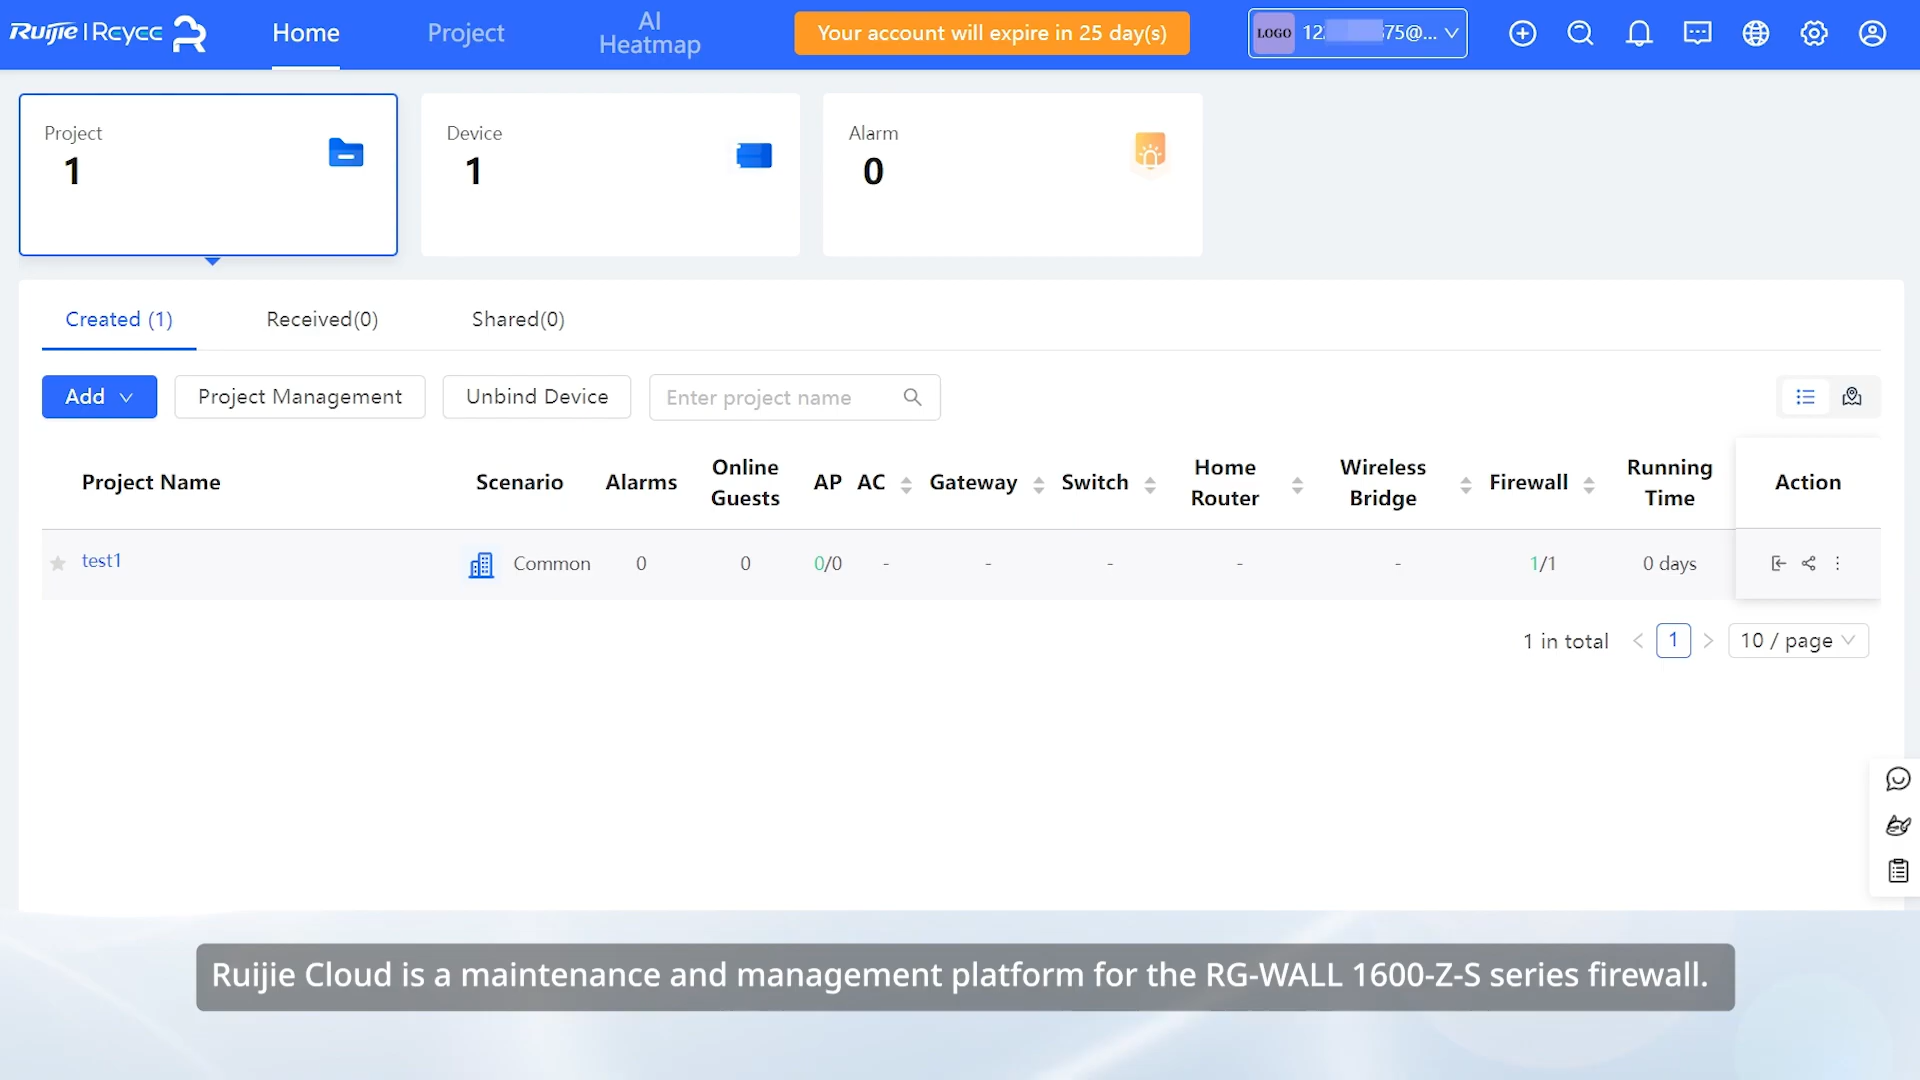 Ruijie | Reyee
Home
Project
AI
Heatmap
Your account will expire in 25 day(s)
LOGO
75@...
Project
1
Device
1
Alarm
0
Created (1)
Received(0)
Shared(0)
Add
Project Management
Unbind Device
Enter project name
Project Name
Scenario
Alarms
Online
Guests
AP
AC
Gateway
Switch
Home
Router
Wireless
Bridge
Firewall
Running
Time
Action
test1
Common
0
0
0/0
-
-
-
-
-
1/1
0 days
1 in total
1
10 / page
Ruijie Cloud is a maintenance and management platform for the RG-WALL 1600-Z-S series firewall.